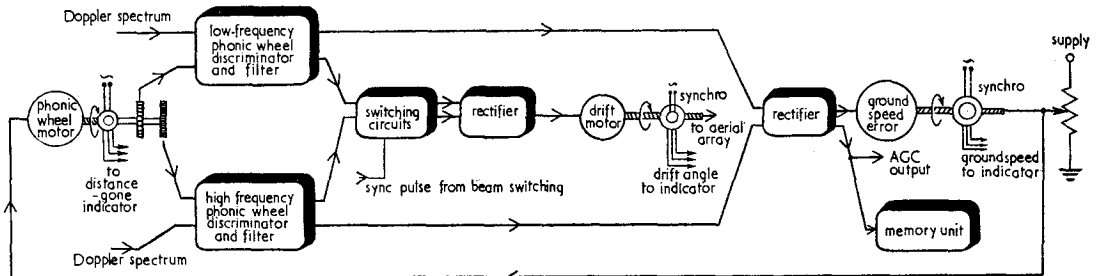 Doppler spectrum
low-frequency
phonic wheel
discriminator
and filter
supply
phonic
wheel
motor
switching
circuits
rectifier
drift
motor
synchro
to aerial
array
rectifier
ground
speed
error
synchro
to
distance
-gone
indicator
sync pulse from beam switching
drift angle
to indicator
AGC
output
groundspeed
to indicator
high frequency
phonic wheel
discriminator
and filter
memory unit
Doppler spectrum